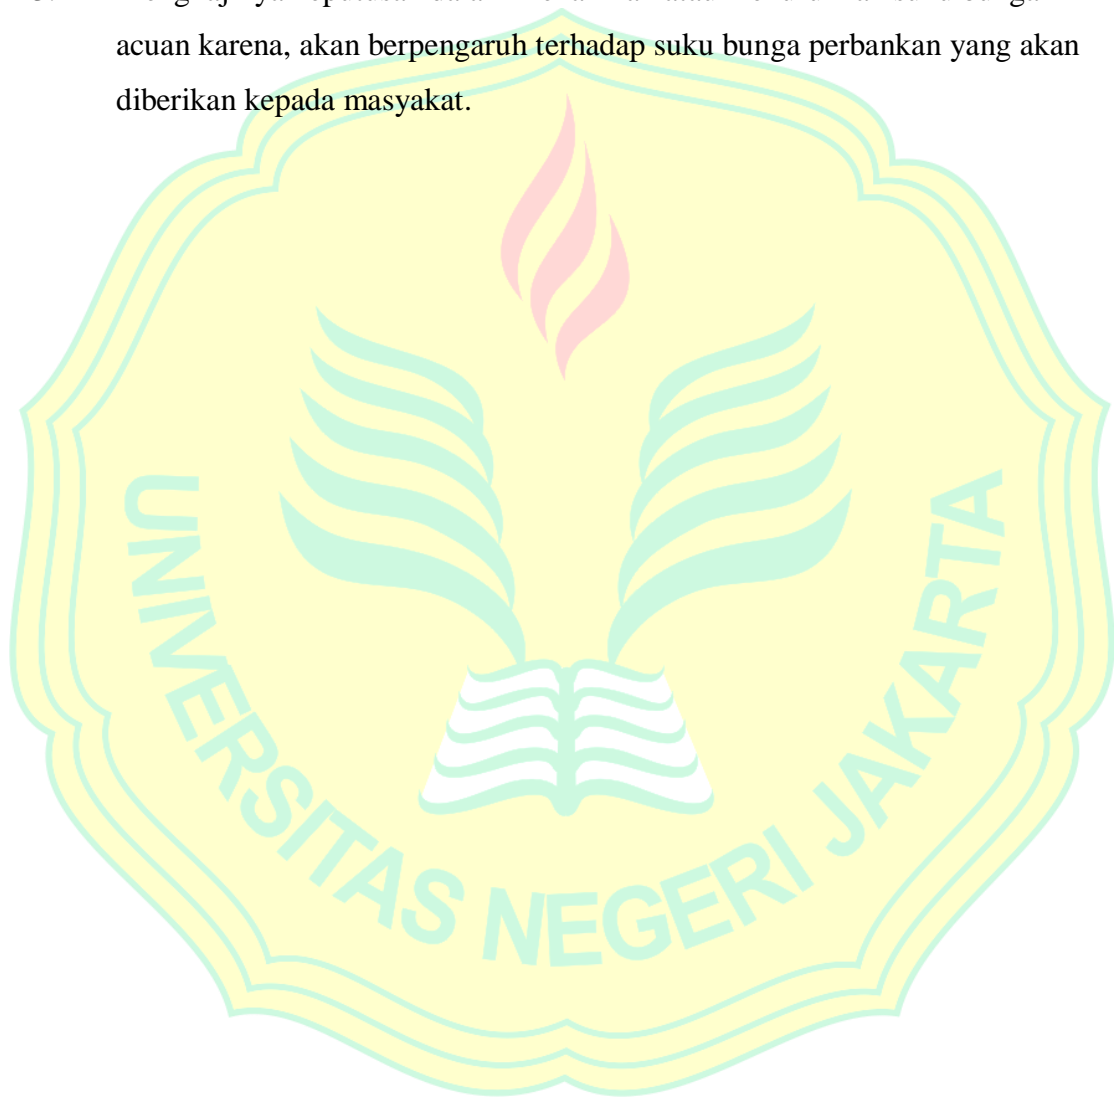 acuan karena, akan berpengaruh terhadap suku bunga perbankan yang akan
diberikan kepada masyakat.
UNIVERSITAS NEGERI JAKARTA